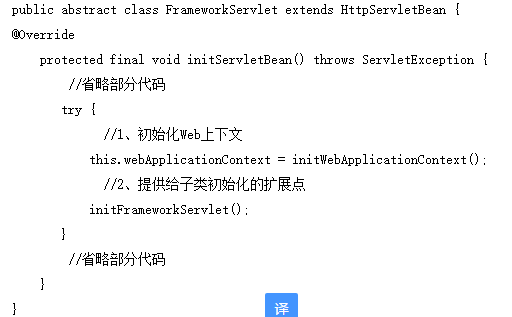 public abstract class FrameworkServlet extends HttpServletBean {
@Override
protected final void initServletBean() throws ServletException {
//省略部分代码
try {
//1、初始化Web上下文
this.webApplicationContext = initWebApplicationContext();
//2、提供给子类初始化的扩展点
initFrameworkServlet();
}
//省略部分代码
}
}
译